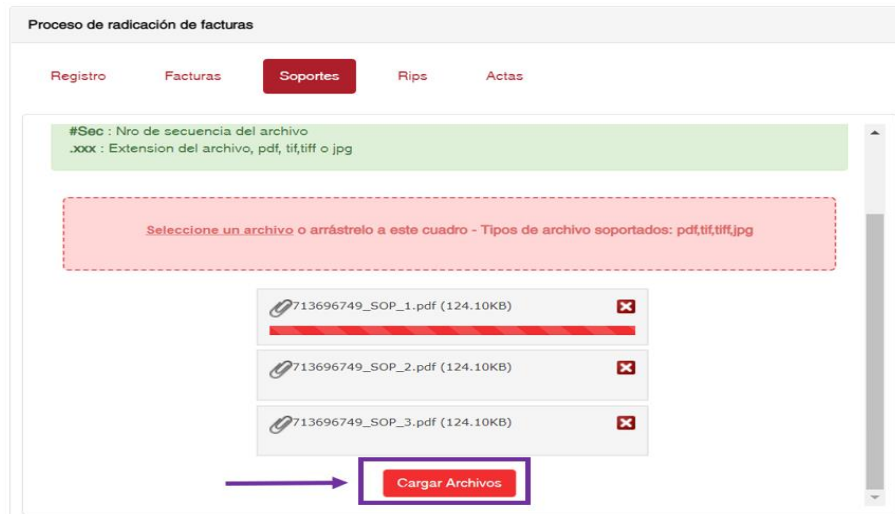 Proceso de radicación de facturas
Registro Facturas Soportes Rips Actas
#Sec : Nro de secuencia del archivo
.xxx : Extension del archivo, pdf, tif,tiff o jpg
Seleccione un archivo o arrástrelo a este cuadro - Tipos de archivo soportados: pdf,tif,tiff,jpg
713696749_SOP_1.pdf (124.10KB)
713696749_SOP_2.pdf (124.10KB)
713696749_SOP_3.pdf (124.10KB)
Cargar Archivos